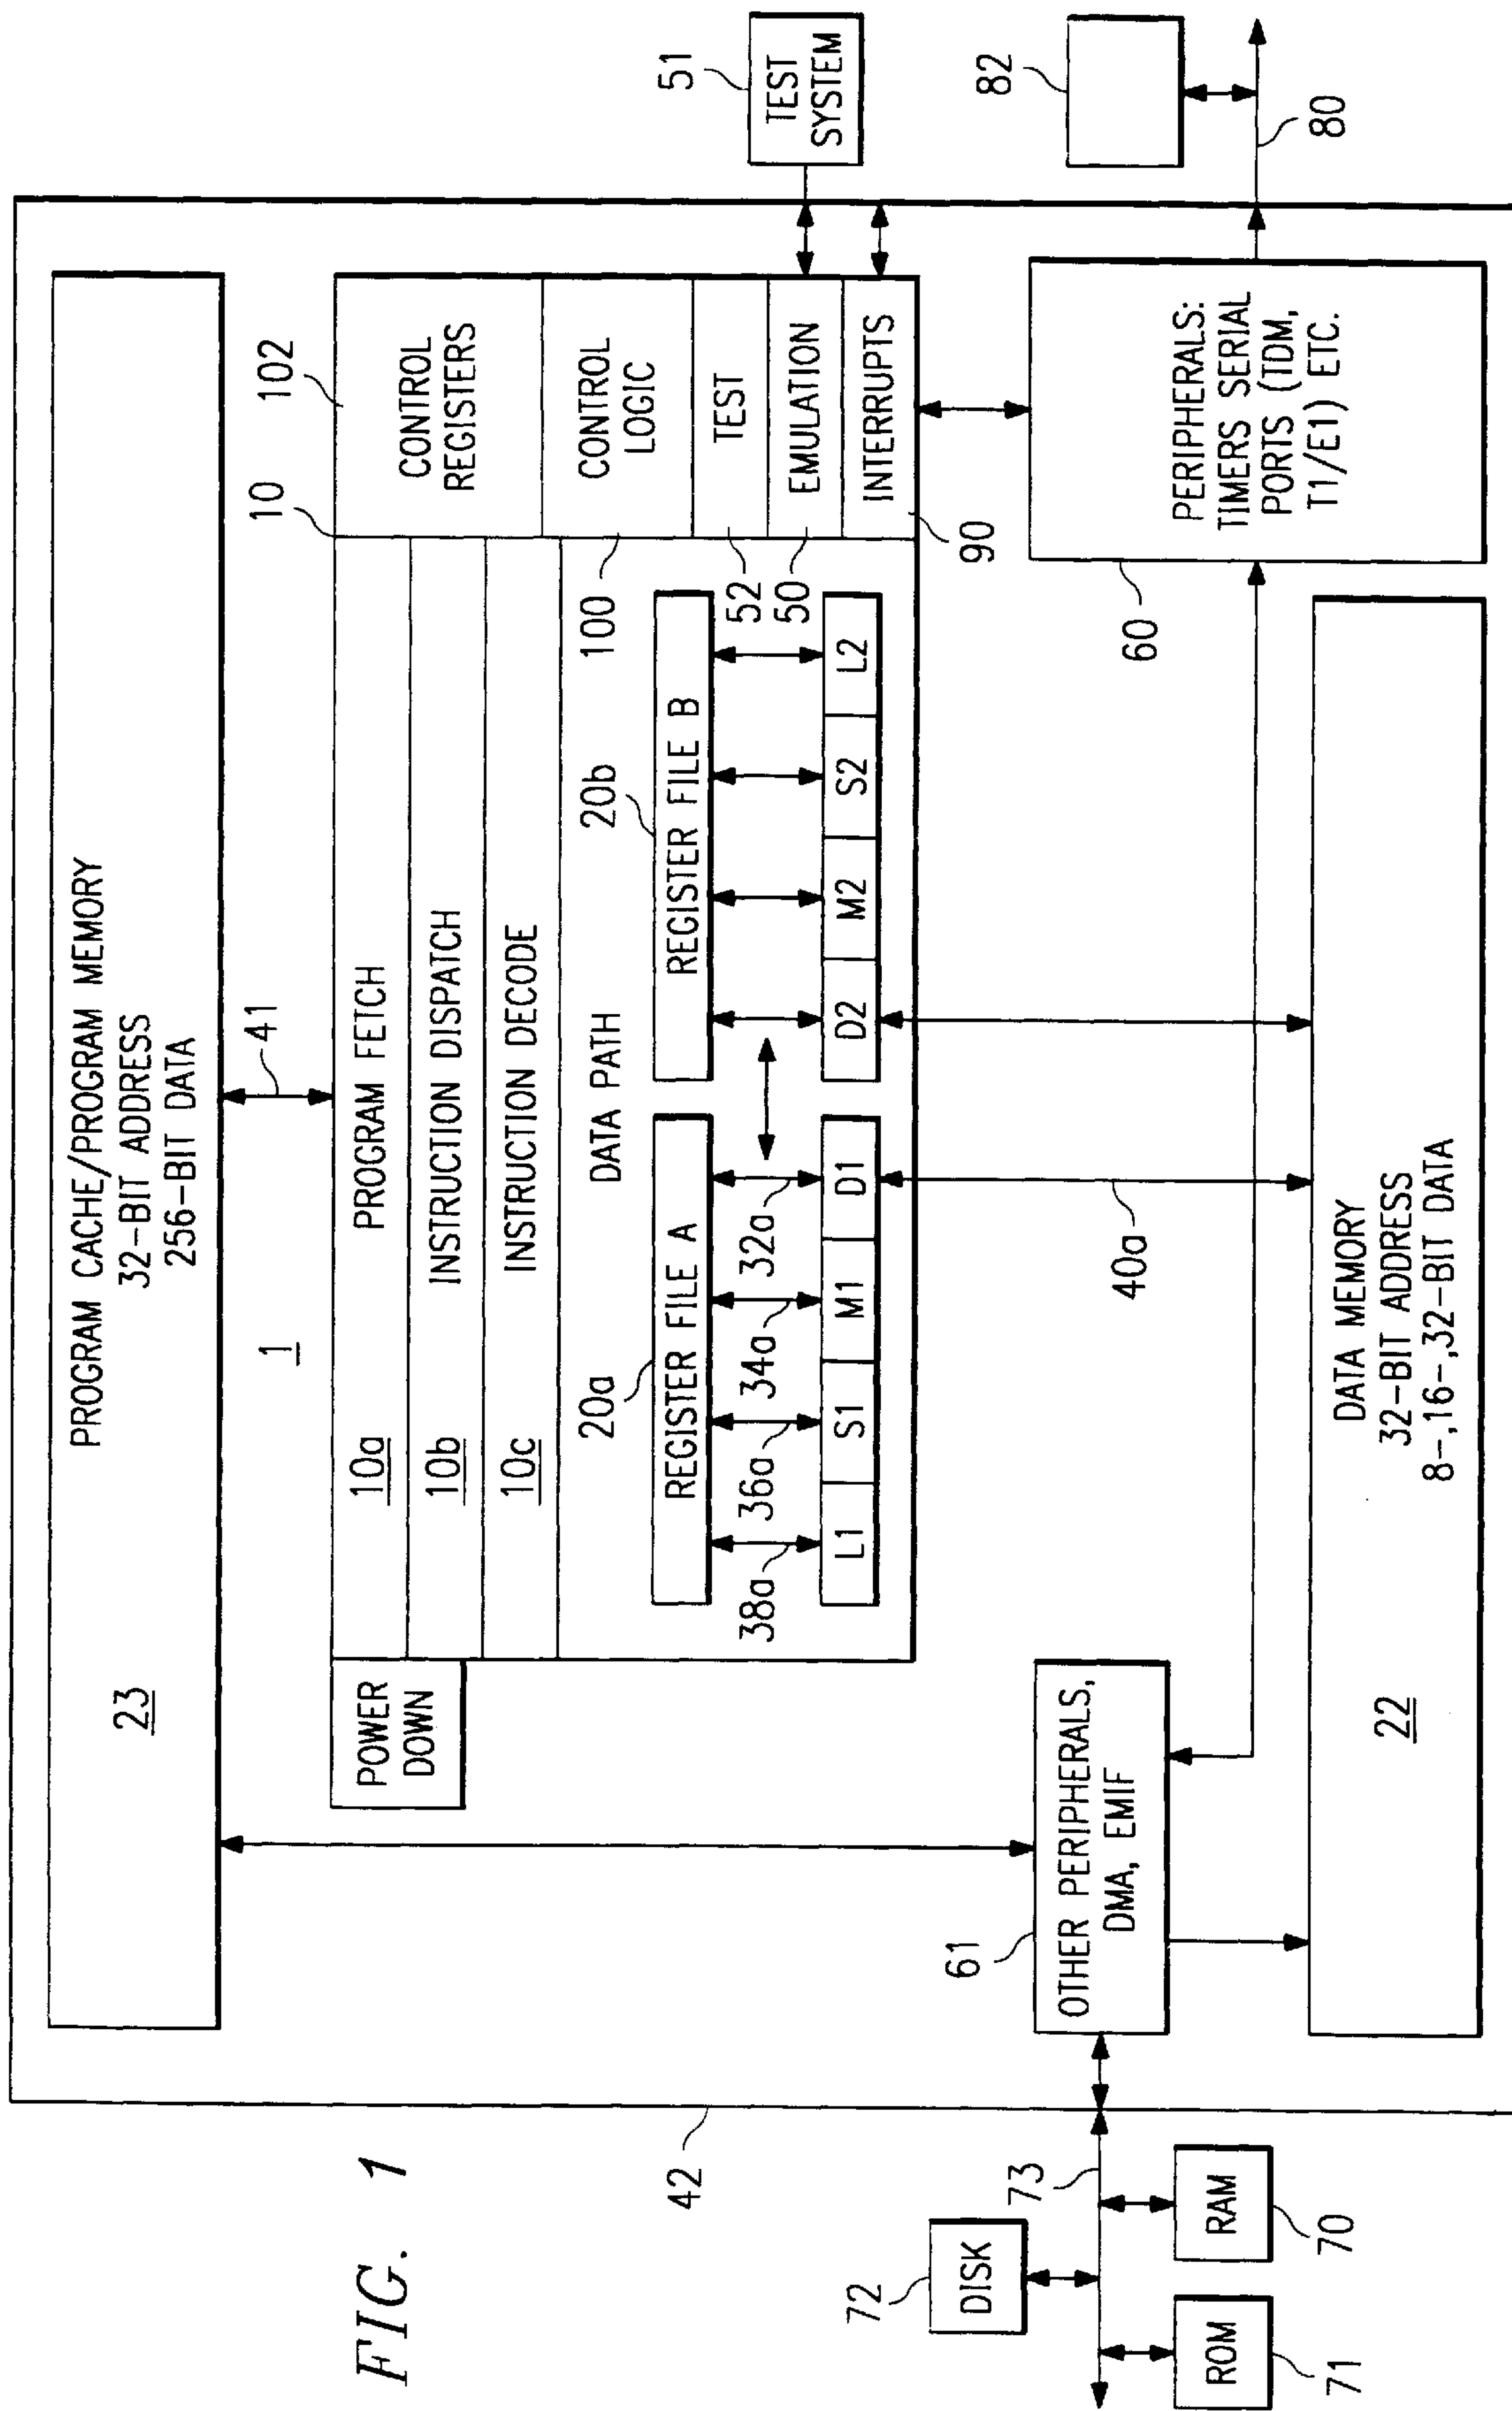 FIG. 1
PROGRAM CACHE/PROGRAM MEMORY
32-BIT ADDRESS
256-BIT DATA
23
41
1
POWER
DOWN
10
102
10a
PROGRAM FETCH
10b
INSTRUCTION DISPATCH
10c
INSTRUCTION DECODE
CONTROL
REGISTERS
CONTROL
LOGIC
TEST
EMULATION
INTERRUPTS
100
52
50
90
DATA PATH
20a
20b
REGISTER FILE A
REGISTER FILE B
38a
36a
34a
32a
L1
S1
M1
D1
D2
M2
S2
L2
51
TEST
SYSTEM
82
80
42
72
DISK
73
ROM
71
RAM
70
61
OTHER PERIPHERALS,
DMA, EMIF
40a
60
PERIPHERALS:
TIMERS SERIAL
PORTS (TDM,
T1/E1) ETC.
22
DATA MEMORY
32-BIT ADDRESS
8-,16-,32-BIT DATA